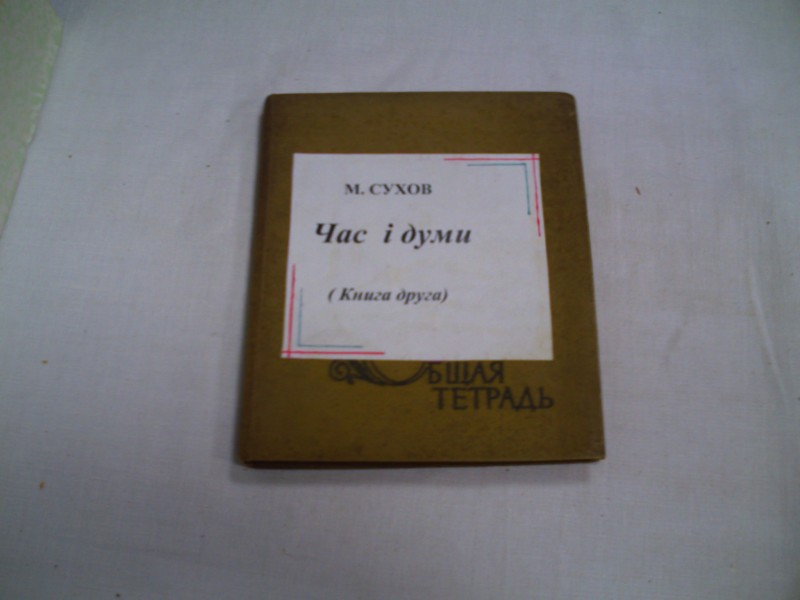 М. СУХОВ
Час і думи
( Книга друга)
ОБЩАЯ
ТЕТРАДЬ